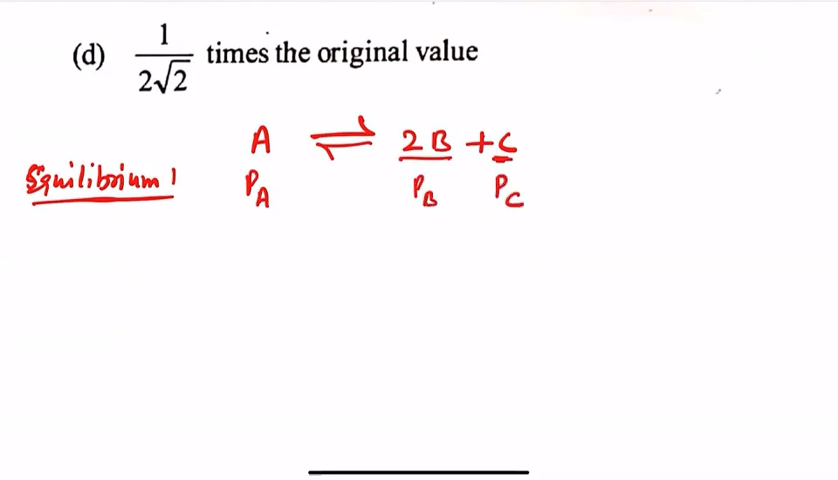 (d) 1/2√2 times the original value
A ⇌ 2B + C
Equilibrium 1 P_A P_B P_C